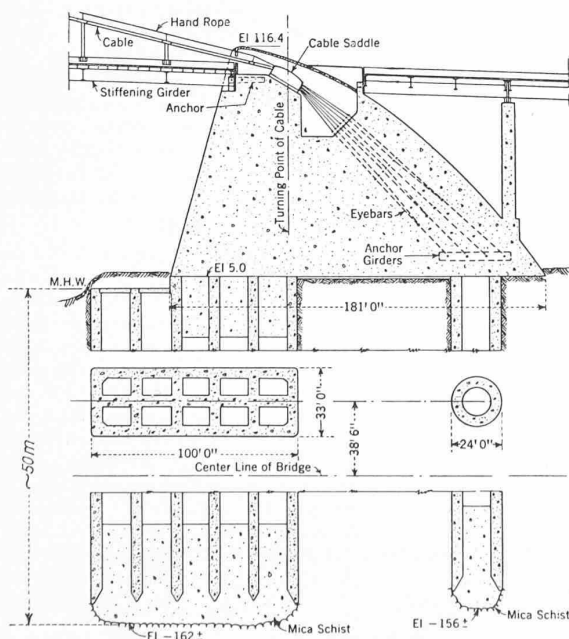 Hand Rope
Cable
El 116.4
Cable Saddle
Stiffening Girder
Anchor
Turning Point of Cable
Eyebars
Anchor
Girders
M.H.W.
El 5.0
181'0"
33'0"
100'0"
38'6"
24'0"
Center Line of Bridge
~50m
El -162±
Mica Schist
El -156±
Mica Schist